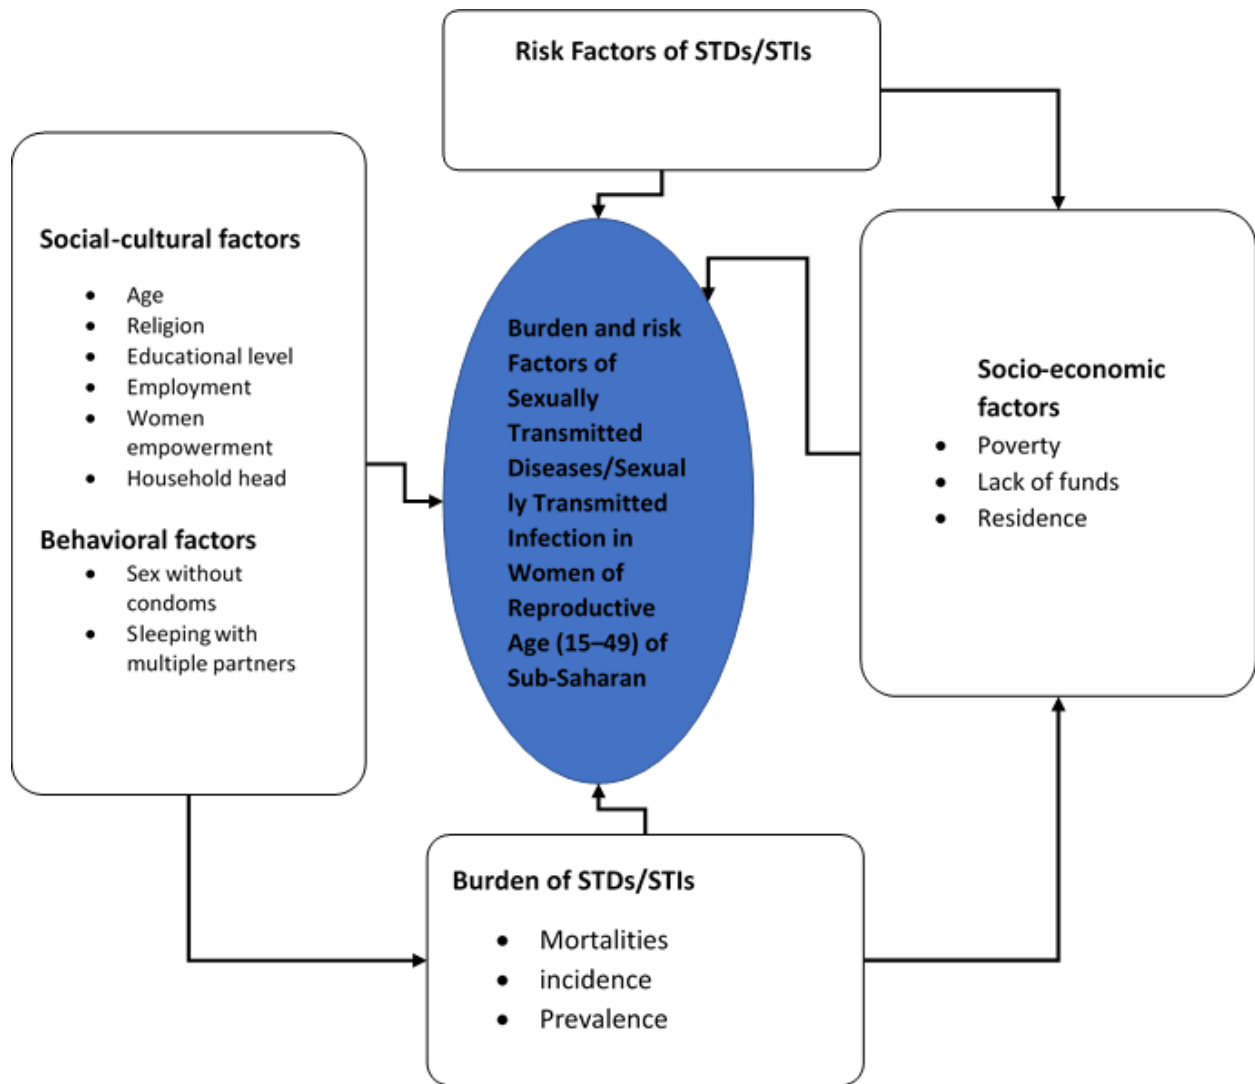 Risk Factors of STDs/STIs
Social-cultural factors
• Age
• Religion
• Educational level
• Employment
• Women
empowerment
• Household head
Behavioral factors
• Sex without
condoms
• Sleeping with
multiple partners
Burden and risk
Factors of
Sexually
Transmitted
Diseases/Sexual
ly Transmitted
Infection in
Women of
Reproductive
Age (15–49) of
Sub-Saharan
Socio-economic
factors
• Poverty
• Lack of funds
• Residence
Burden of STDs/STIs
• Mortalities
• incidence
• Prevalence